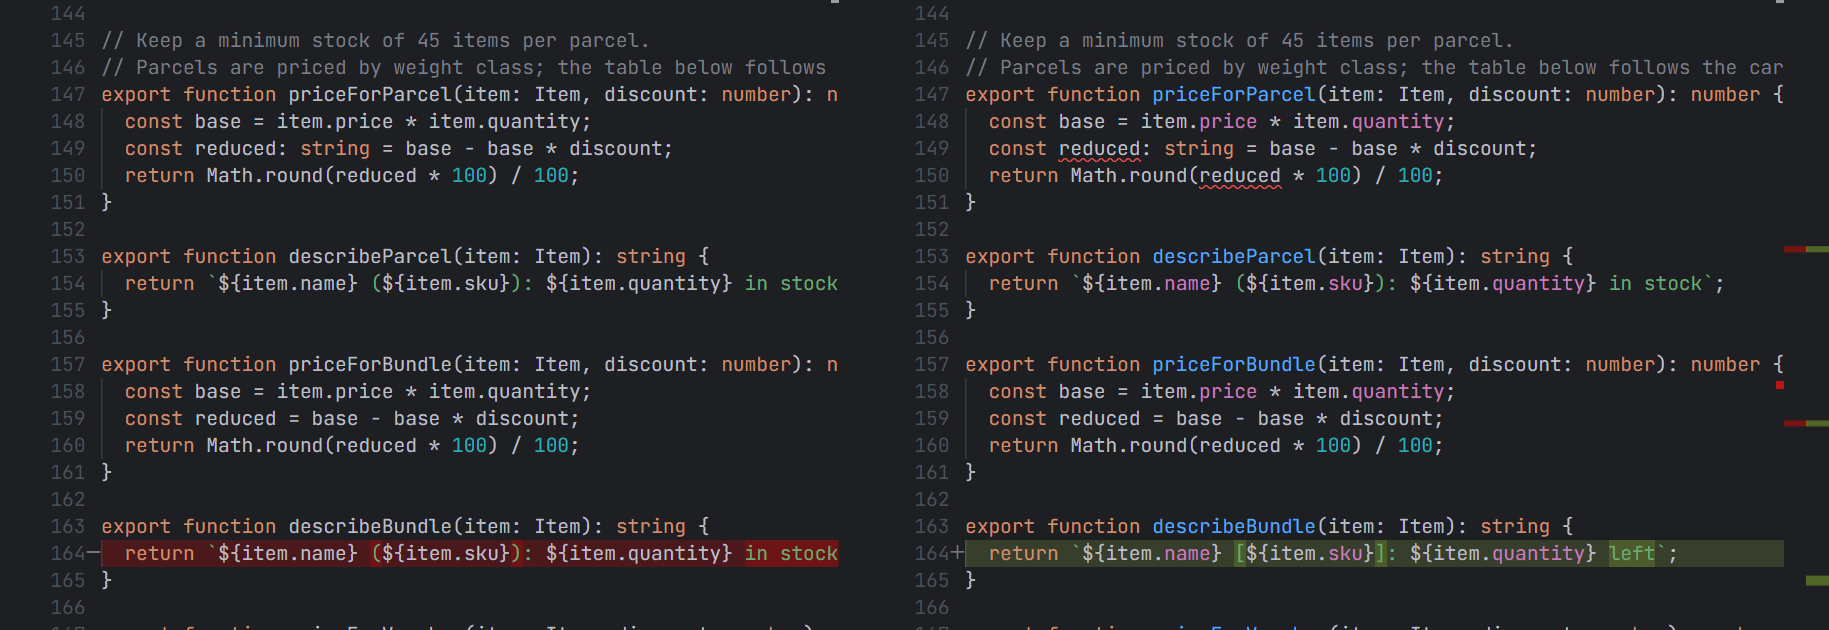 144
145 // Keep a minimum stock of 45 items per parcel.
146 // Parcels are priced by weight class; the table below follows
147 export function priceForParcel(item: Item, discount: number): n
148 const base = item.price * item.quantity;
149 const reduced: string = base - base * discount;
150 return Math.round(reduced * 100) / 100;
151 }
152
153 export function describeParcel(item: Item): string {
154 return `${item.name} (${item.sku}): ${item.quantity} in stock
155 }
156
157 export function priceForBundle(item: Item, discount: number): n
158 const base = item.price * item.quantity;
159 const reduced = base - base * discount;
160 return Math.round(reduced * 100) / 100;
161 }
162
163 export function describeBundle(item: Item): string {
164− return `${item.name} (${item.sku}): ${item.quantity} in stock
165 }
166
144
145 // Keep a minimum stock of 45 items per parcel.
146 // Parcels are priced by weight class; the table below follows the car
147 export function priceForParcel(item: Item, discount: number): number {
148 const base = item.price * item.quantity;
149 const reduced: string = base - base * discount;
150 return Math.round(reduced * 100) / 100;
151 }
152
153 export function describeParcel(item: Item): string {
154 return `${item.name} (${item.sku}): ${item.quantity} in stock`;
155 }
156
157 export function priceForBundle(item: Item, discount: number): number {
158 const base = item.price * item.quantity;
159 const reduced = base - base * discount;
160 return Math.round(reduced * 100) / 100;
161 }
162
163 export function describeBundle(item: Item): string {
164+ return `${item.name} [${item.sku}]: ${item.quantity} left`;
165 }
166